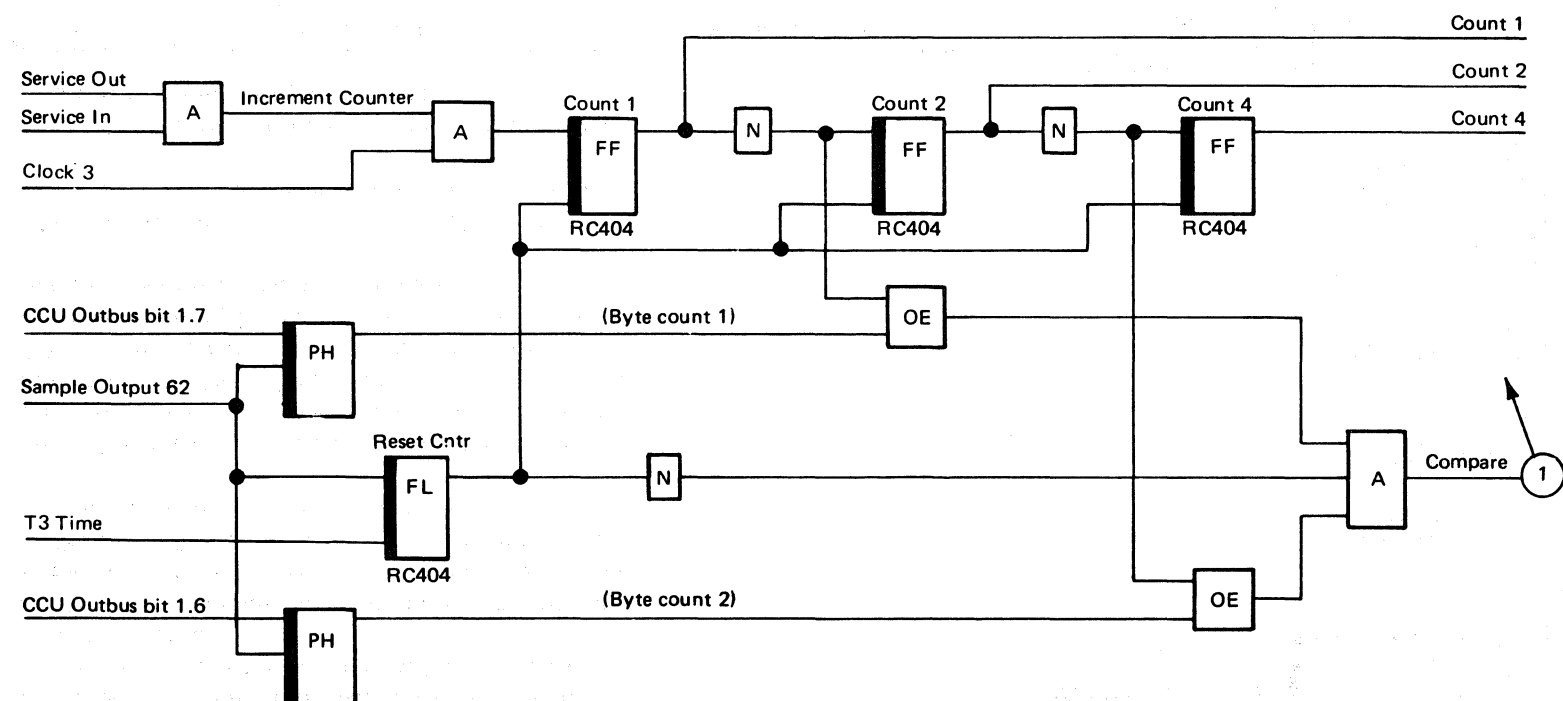 Count 1
Count 2
Count 4
Service Out
Service In
A
Increment Counter
Clock 3
A
Count 1
FF
RC404
N
Count 2
FF
RC404
N
Count 4
FF
RC404
CCU Outbus bit 1.7
PH
(Byte count 1)
OE
Sample Output 62
Reset Cntr
FL
RC404
N
T3 Time
A
Compare
1
CCU Outbus bit 1.6
PH
(Byte count 2)
OE